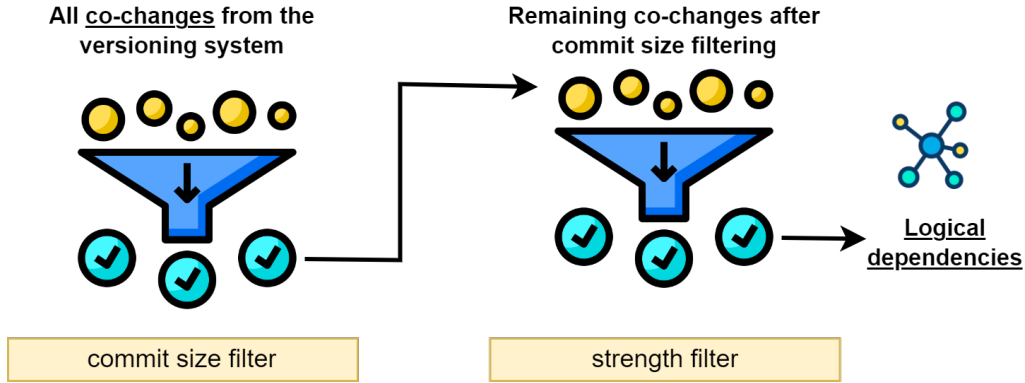 All co-changes from the
versioning system
Remaining co-changes after
commit size filtering
Logical
dependencies
commit size filter
strength filter